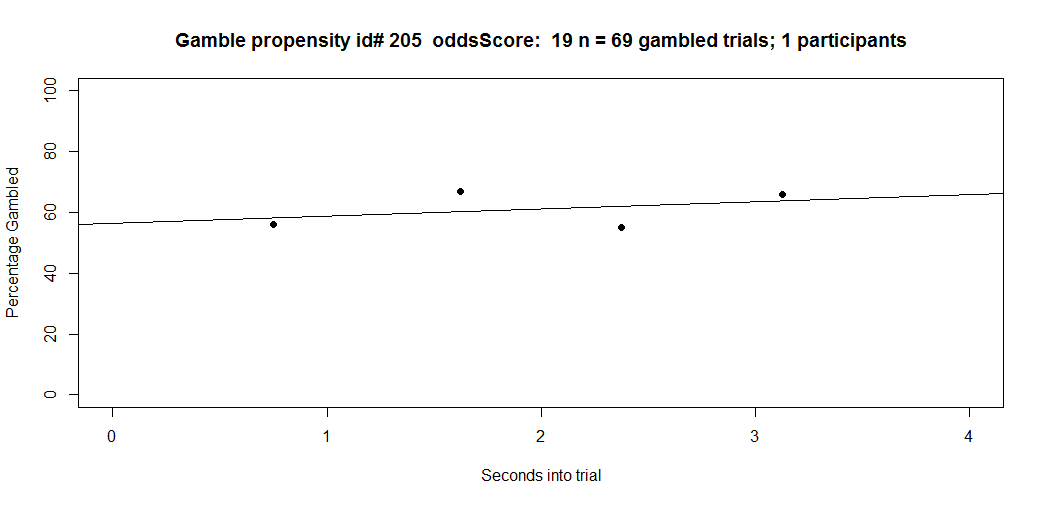 Gamble propensity id# 205  oddsScore:  19 n = 69 gambled trials; 1 participants
Percentage Gambled
100
80
60
40
20
0
0 1 2 3 4
Seconds into trial